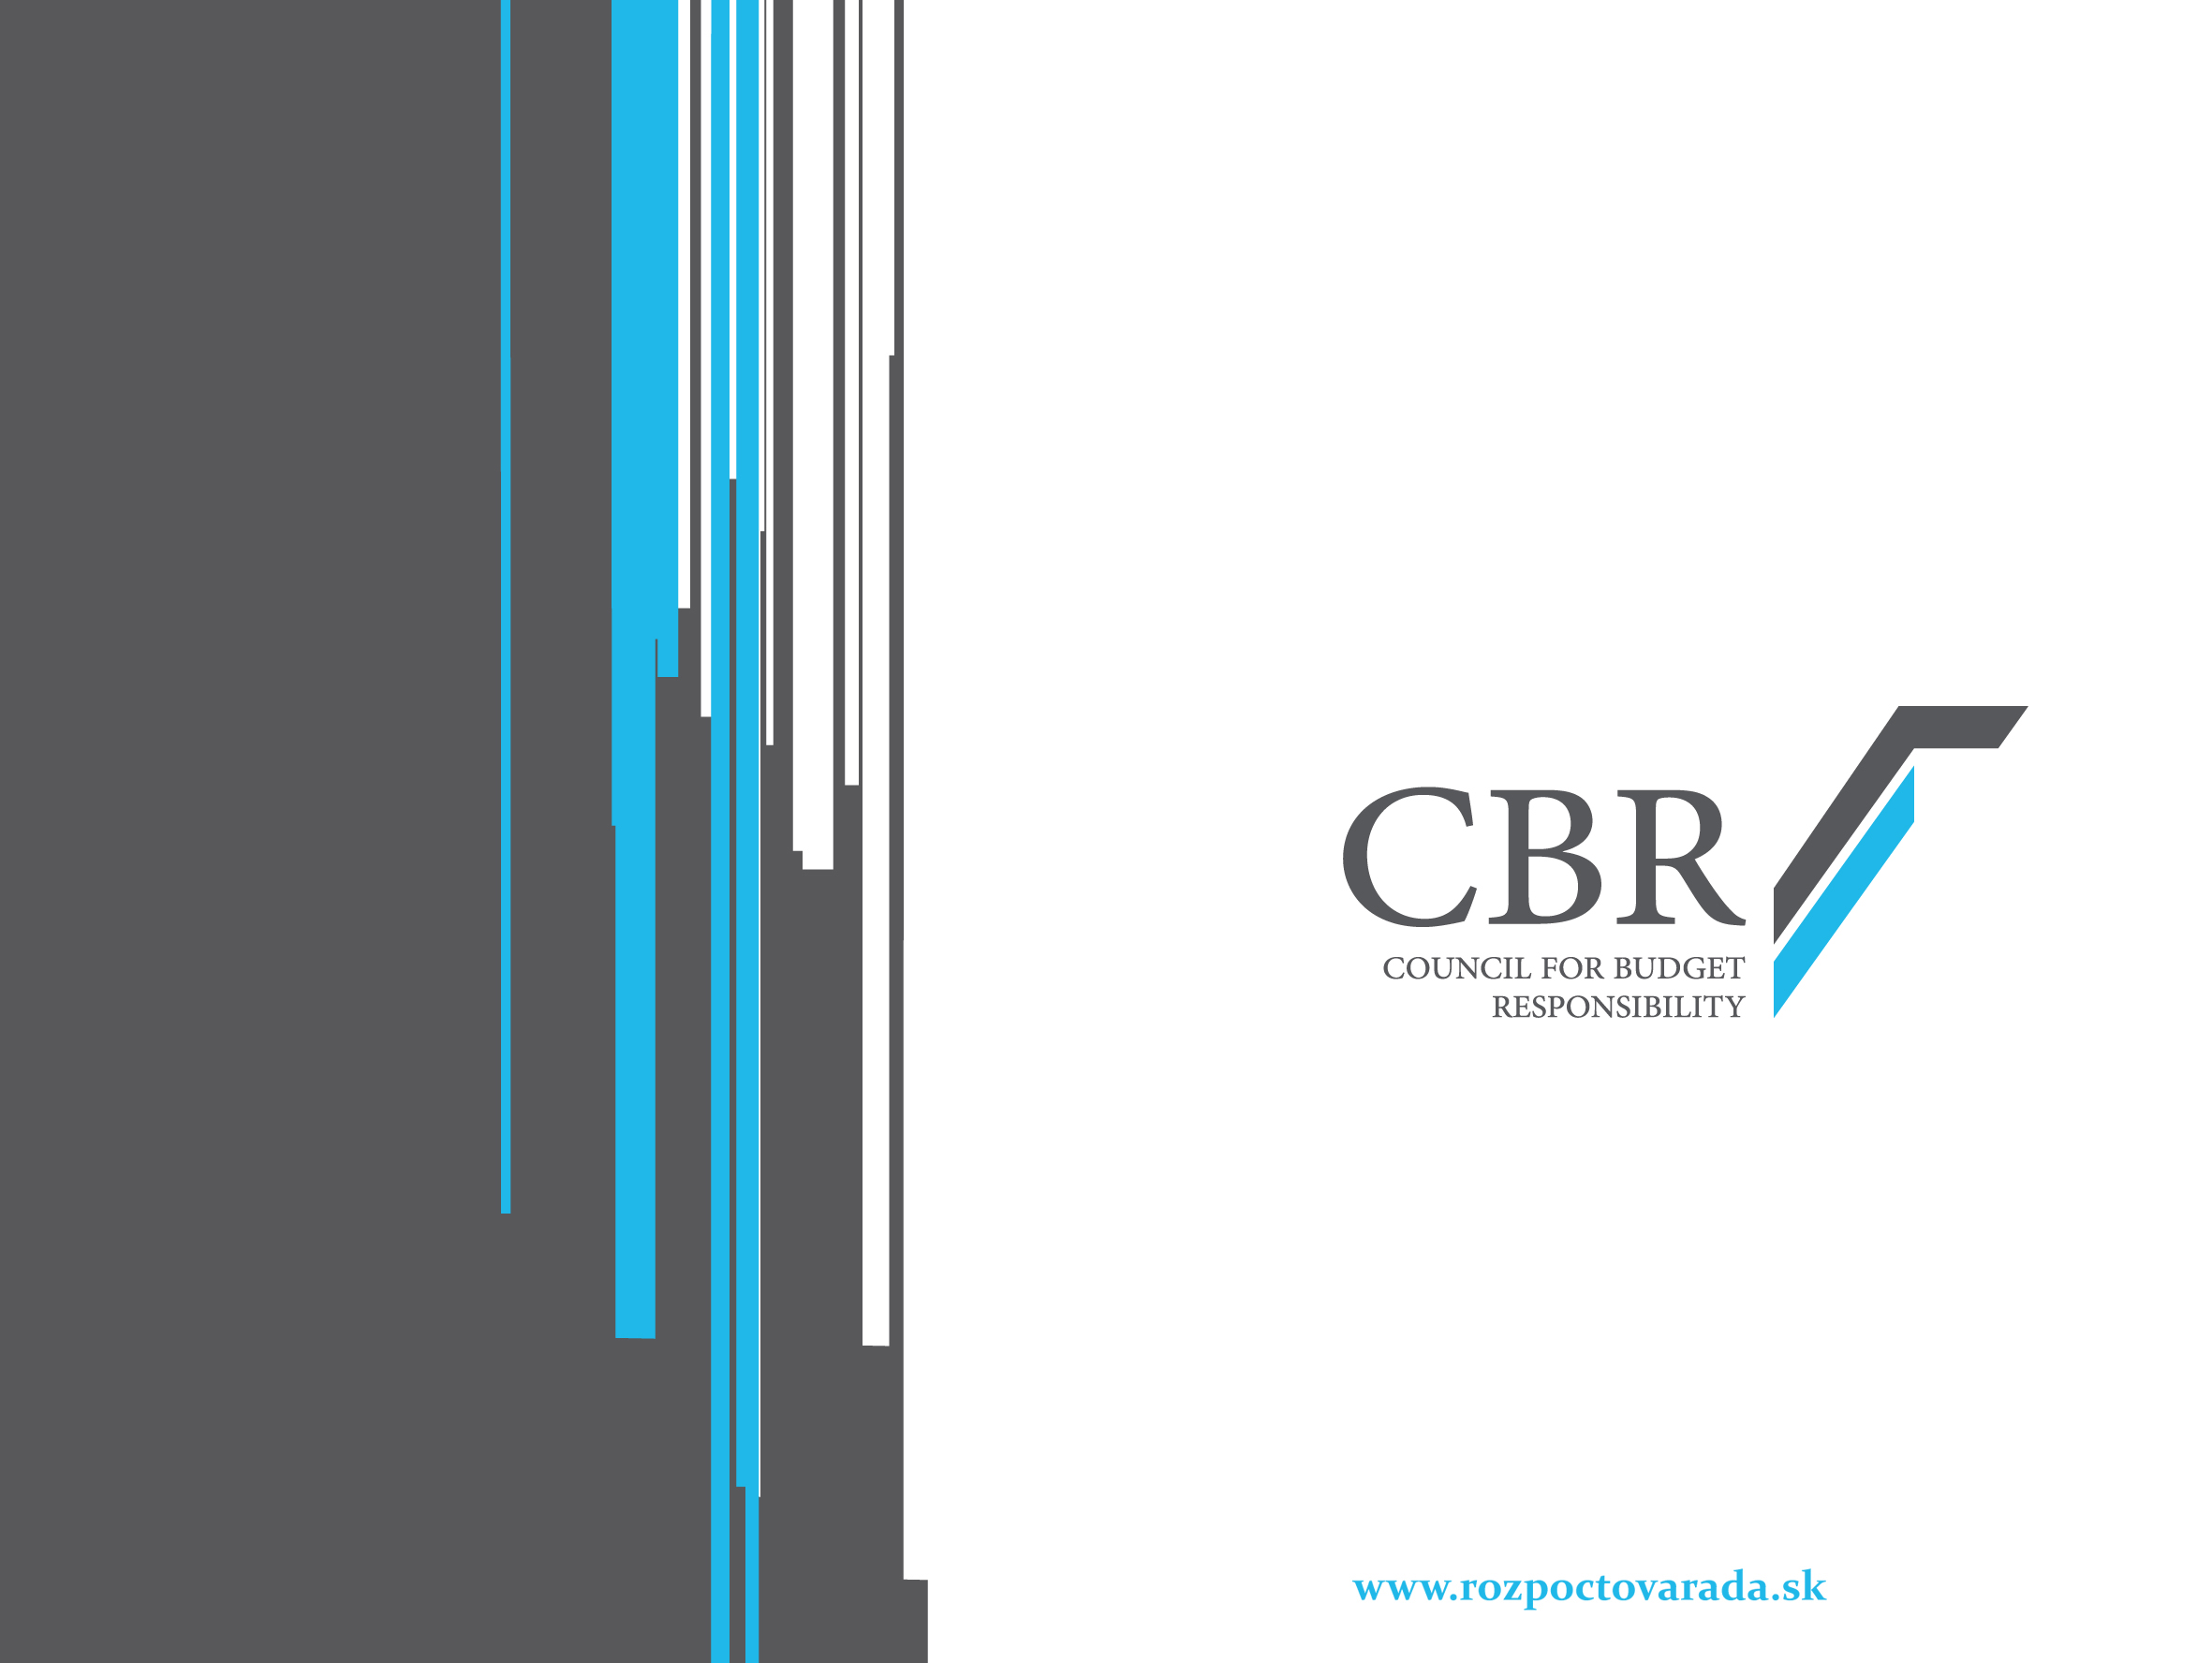 CBR
COUNCIL FOR BUDGET
RESPONSIBILITY
www.rozpoctovarada.sk